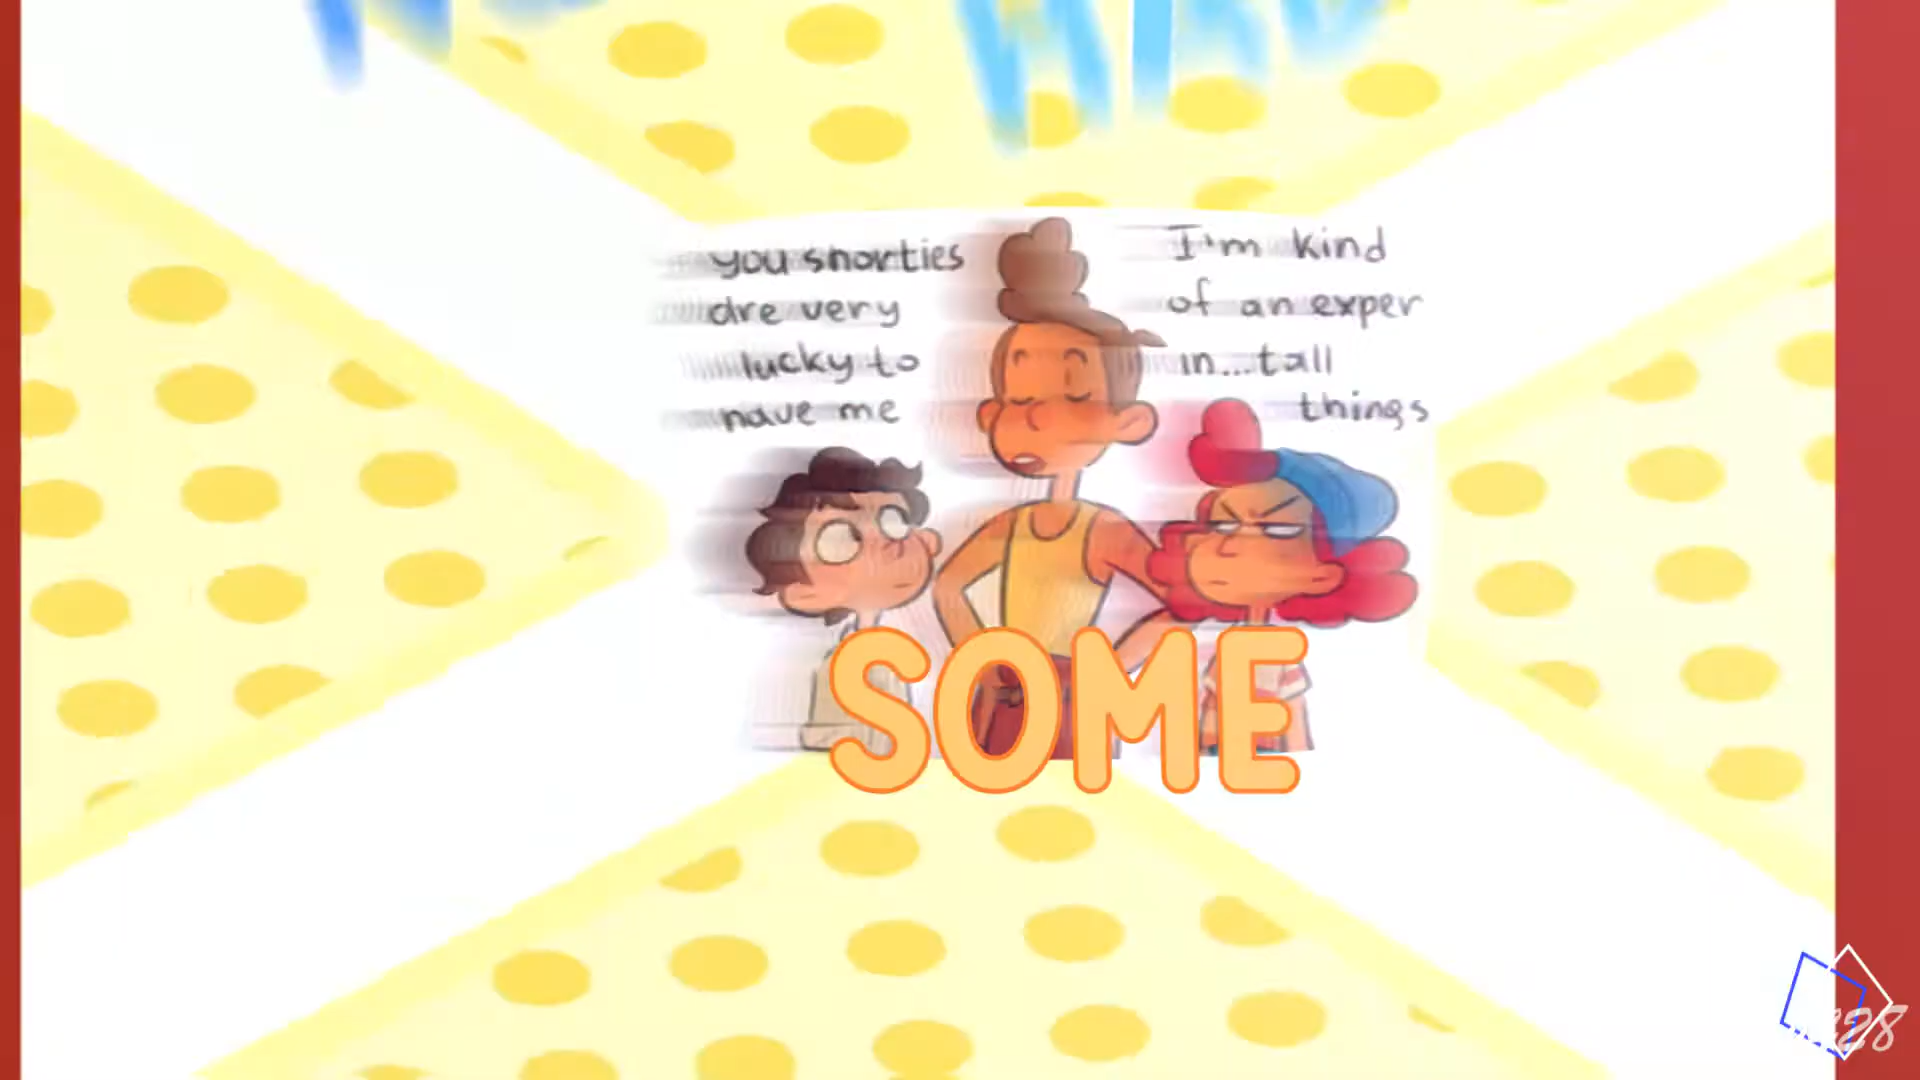 you shorties
are very
lucky to
have me
I'm kind
of an exper
in...tall
things
SOME